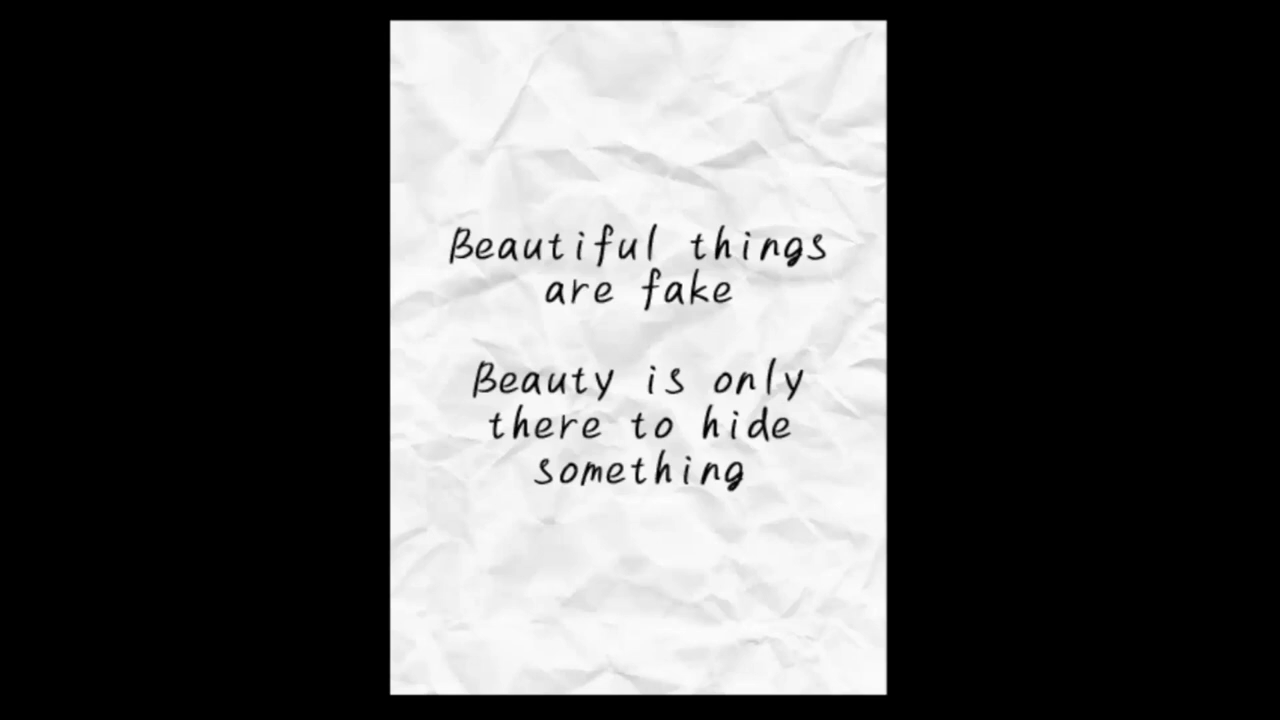 Beautiful things
are fake
Beauty is only
there to hide
something